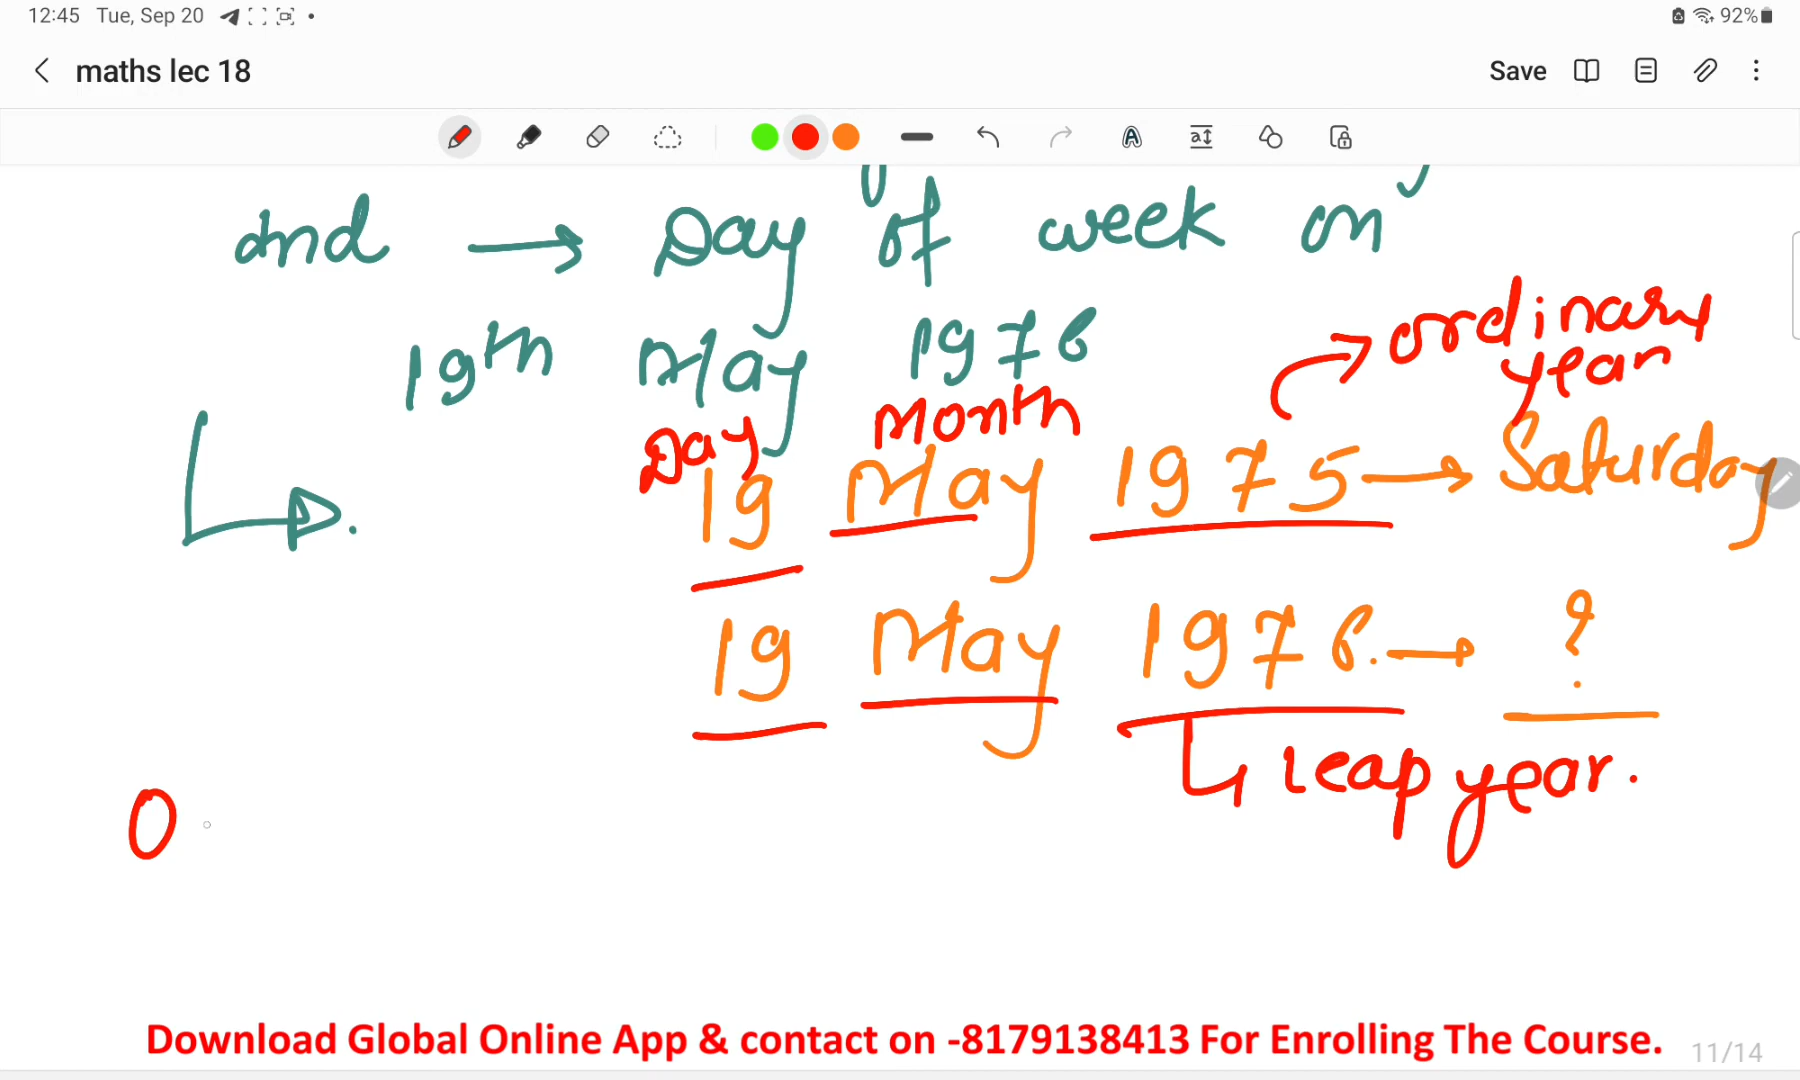 12:45 Tue, Sep 20 92%
maths lec 18
Save
and → Day of week on
19th May 1976
ordinary year
Day Month
19 May 1975 → Saturday
19 May 1976. → ?
leap year.
0
Download Global Online App & contact on -8179138413 For Enrolling The Course.
11/14